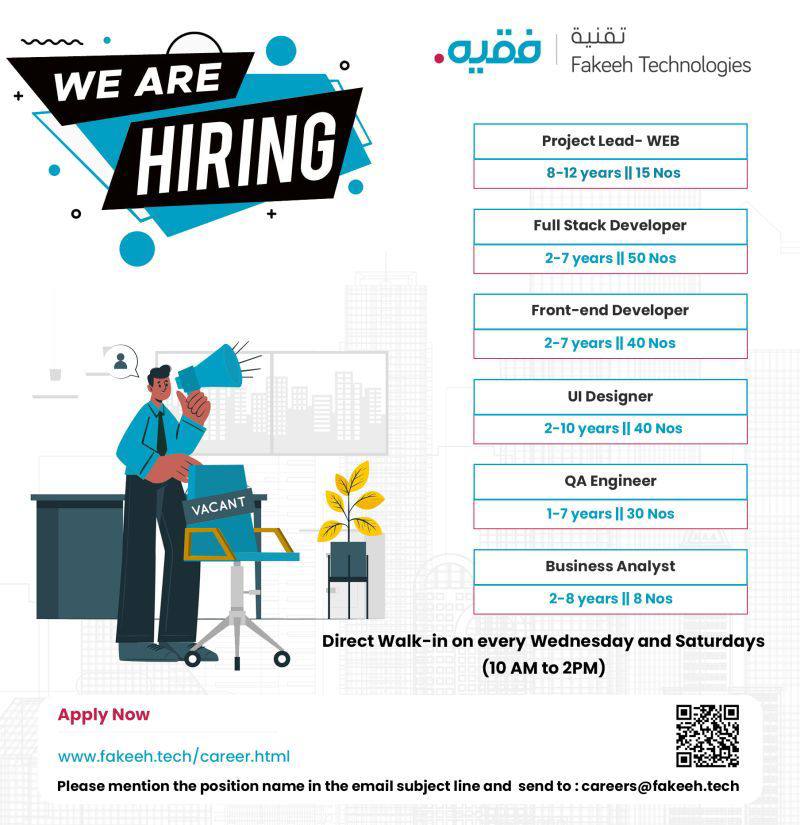 WE ARE
HIRING
فقيه.
تقنية
Fakeeh Technologies
Project Lead- WEB
8-12 years || 15 Nos
Full Stack Developer
2-7 years || 50 Nos
Front-end Developer
2-7 years || 40 Nos
UI Designer
2-10 years || 40 Nos
QA Engineer
1-7 years || 30 Nos
Business Analyst
2-8 years || 8 Nos
VACANT
Direct Walk-in on every Wednesday and Saturdays
(10 AM to 2PM)
Apply Now
www.fakeeh.tech/career.html
Please mention the position name in the email subject line and send to : careers@fakeeh.tech